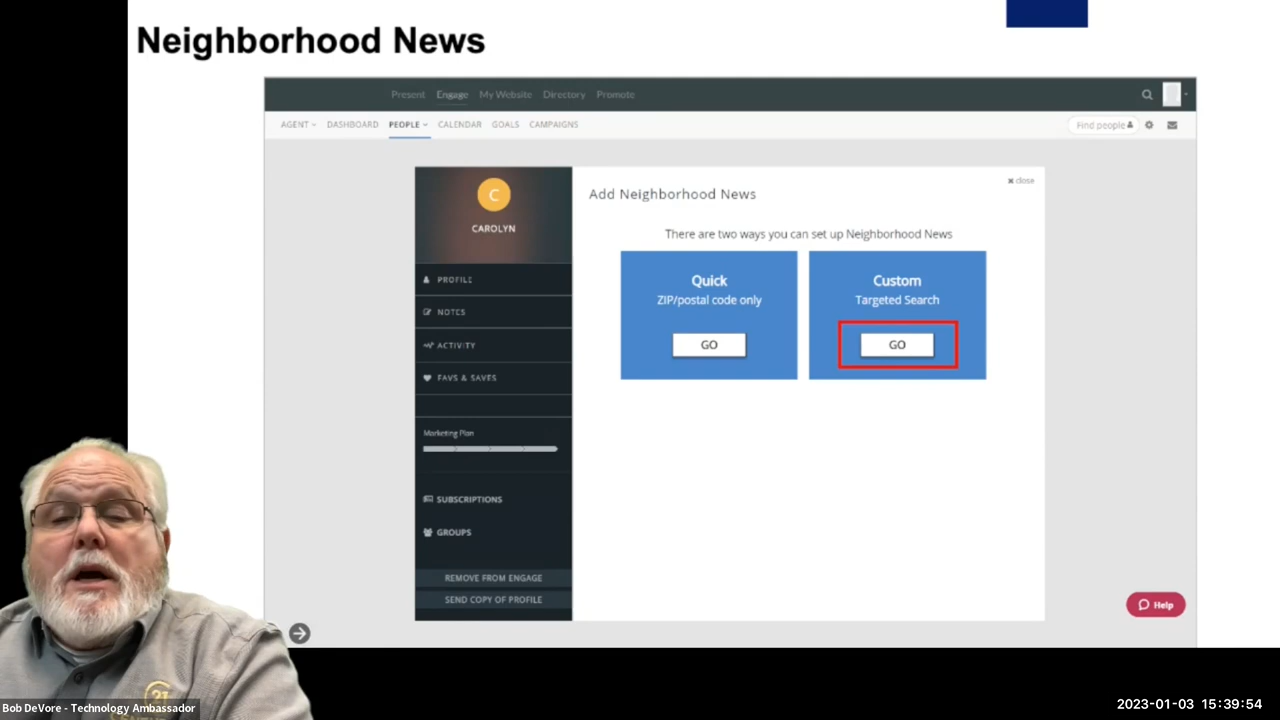 Neighborhood News
Present Engage My Website Directory Promote
AGENT DASHBOARD PEOPLE CALENDAR GOALS CAMPAIGNS Find people
close
C
CAROLYN
PROFILE
NOTES
ACTIVITY
FAVS & SAVES
Marketing Plan
SUBSCRIPTIONS
GROUPS
REMOVE FROM ENGAGE
SEND COPY OF PROFILE
Add Neighborhood News
There are two ways you can set up Neighborhood News
Quick
ZIP/postal code only
GO
Custom
Targeted Search
GO
Help
21
Bob DeVore - Technology Ambassador
2023-01-03 15:39:54